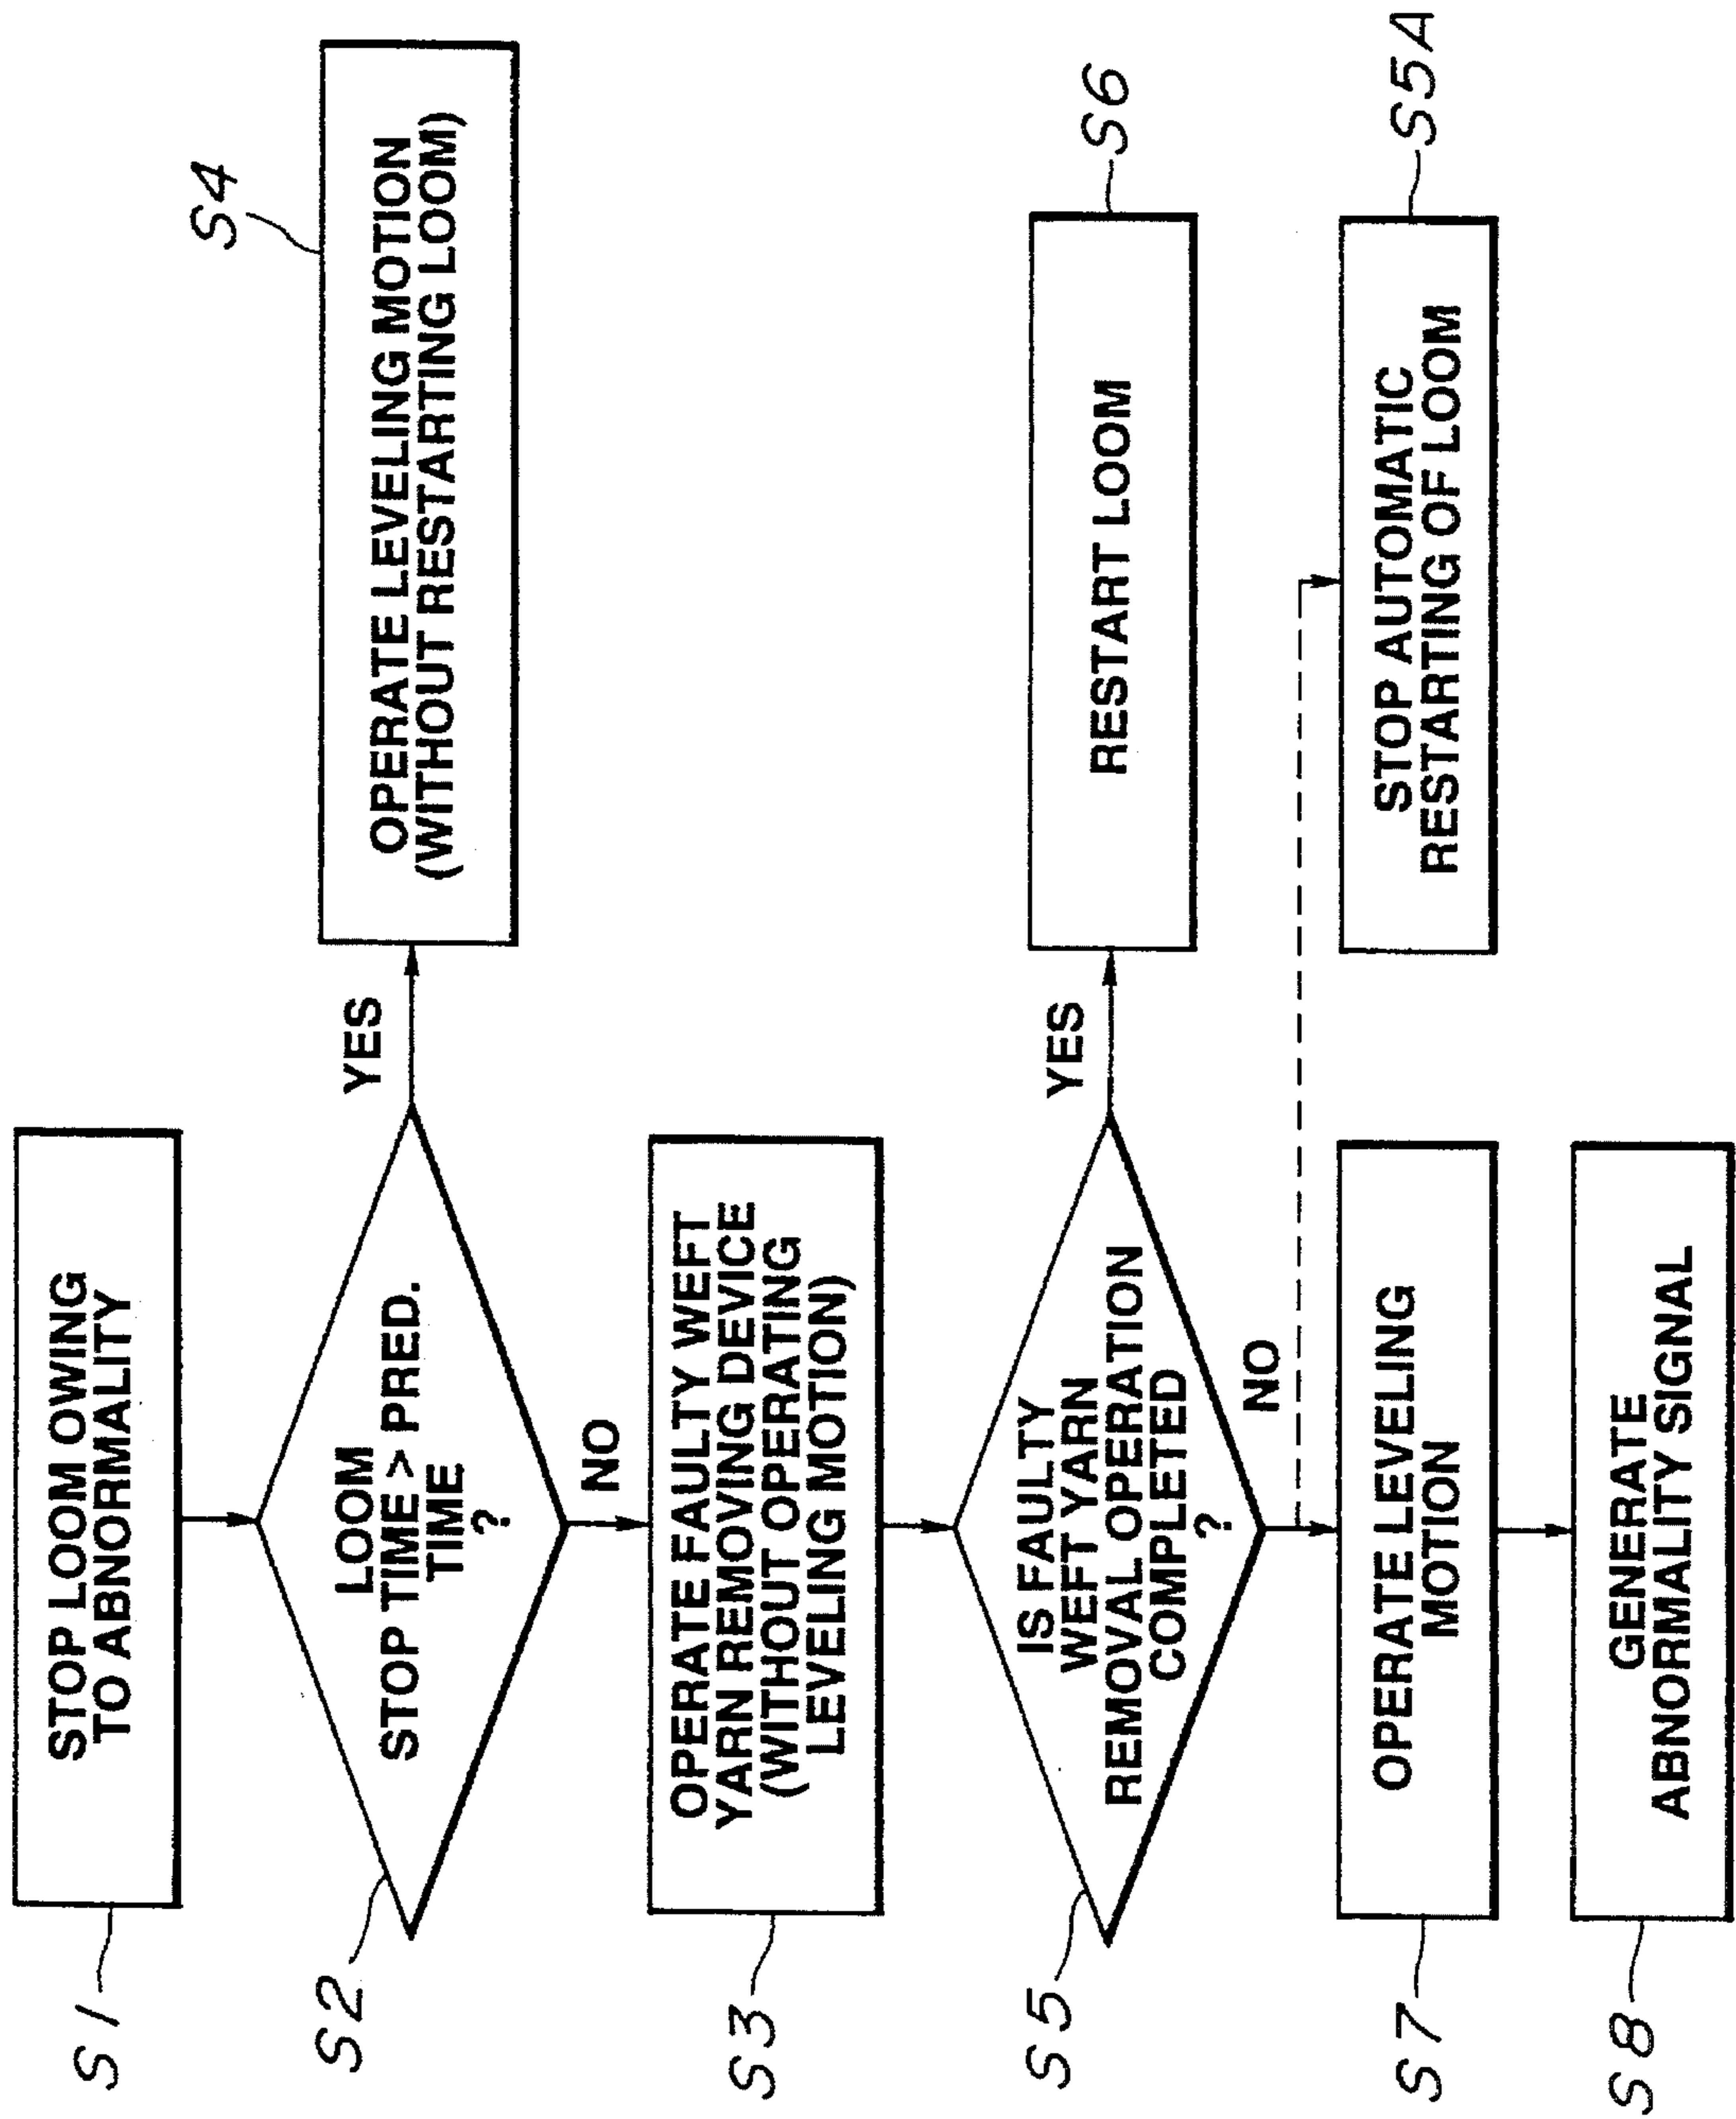 S1
STOP LOOM OWING
TO ABNORMALITY
S2
LOOM
STOP TIME > PRED.
TIME
?
YES
S4
OPERATE LEVELING MOTION
(WITHOUT RESTARTING LOOM)
NO
S3
OPERATE FAULTY WEFT
YARN REMOVING DEVICE
(WITHOUT OPERATING
LEVELING MOTION)
S5
IS FAULTY
WEFT YARN
REMOVAL OPERATION
COMPLETED
?
YES
S6
RESTART LOOM
NO
S7
OPERATE LEVELING
MOTION
S5A
STOP AUTOMATIC
RESTARTING OF LOOM
S8
GENERATE
ABNORMALITY SIGNAL